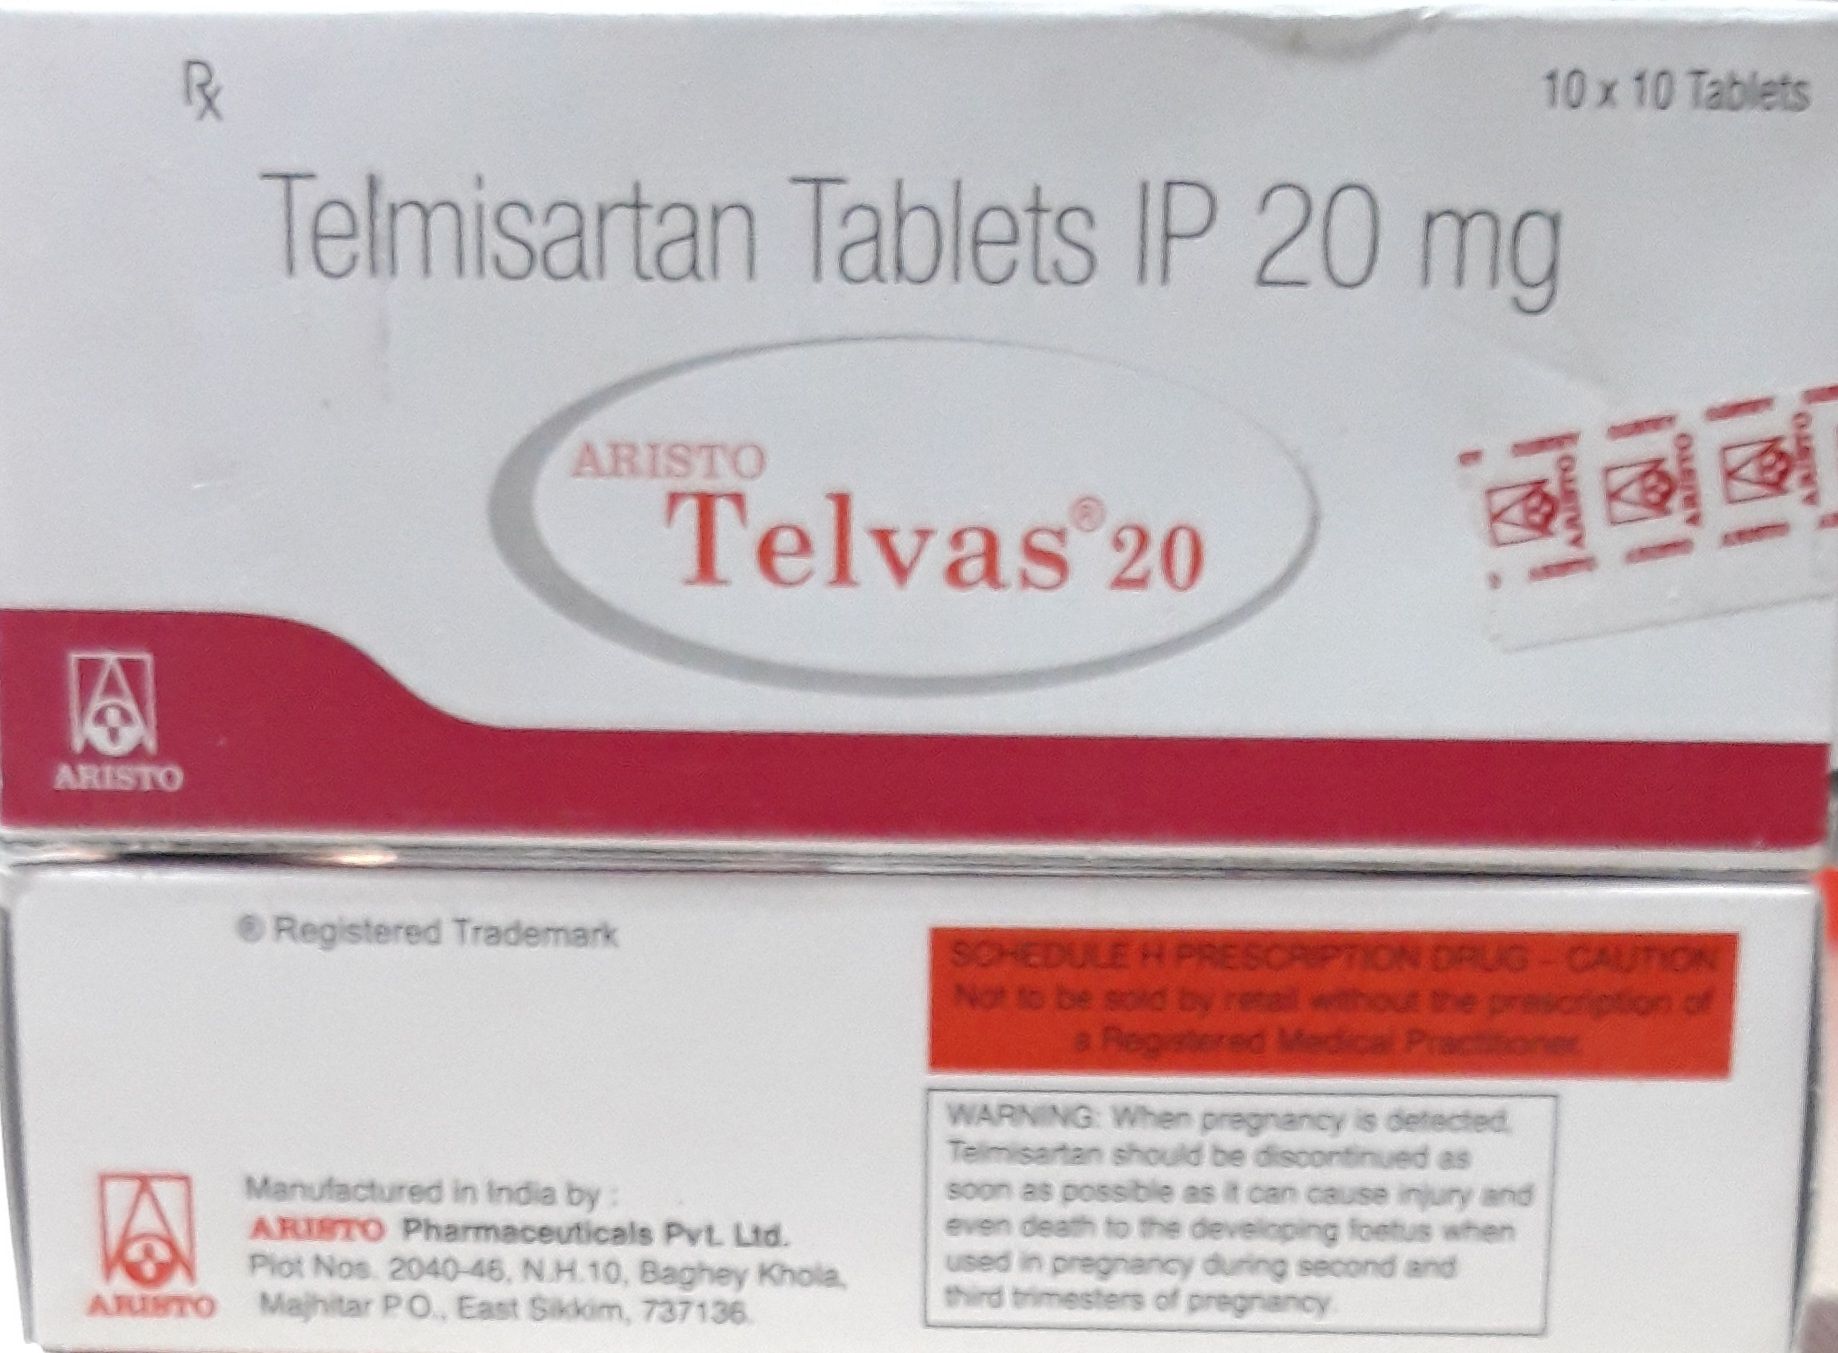 Rx
10 x 10 Tablets
Telmisartan Tablets IP 20 mg
ARISTO
Telvas® 20
ARISTO
ARISTO
ARISTO
ARISTO
® Registered Trademark
SCHEDULE H PRESCRIPTION DRUG - CAUTION
Not to be sold by retail without the prescription of
a Registered Medical Practitioner.
WARNING: When pregnancy is detected,
Telmisartan should be discontinued as
soon as possible as it can cause injury and
even death to the developing foetus when
used in pregnancy during second and
third trimesters of pregnancy.
Manufactured in India by :
ARISTO Pharmaceuticals Pvt. Ltd.
Plot Nos. 2040-46, N.H.10, Baghey Khola,
Majhitar P.O., East Sikkim, 737136.
ARISTO